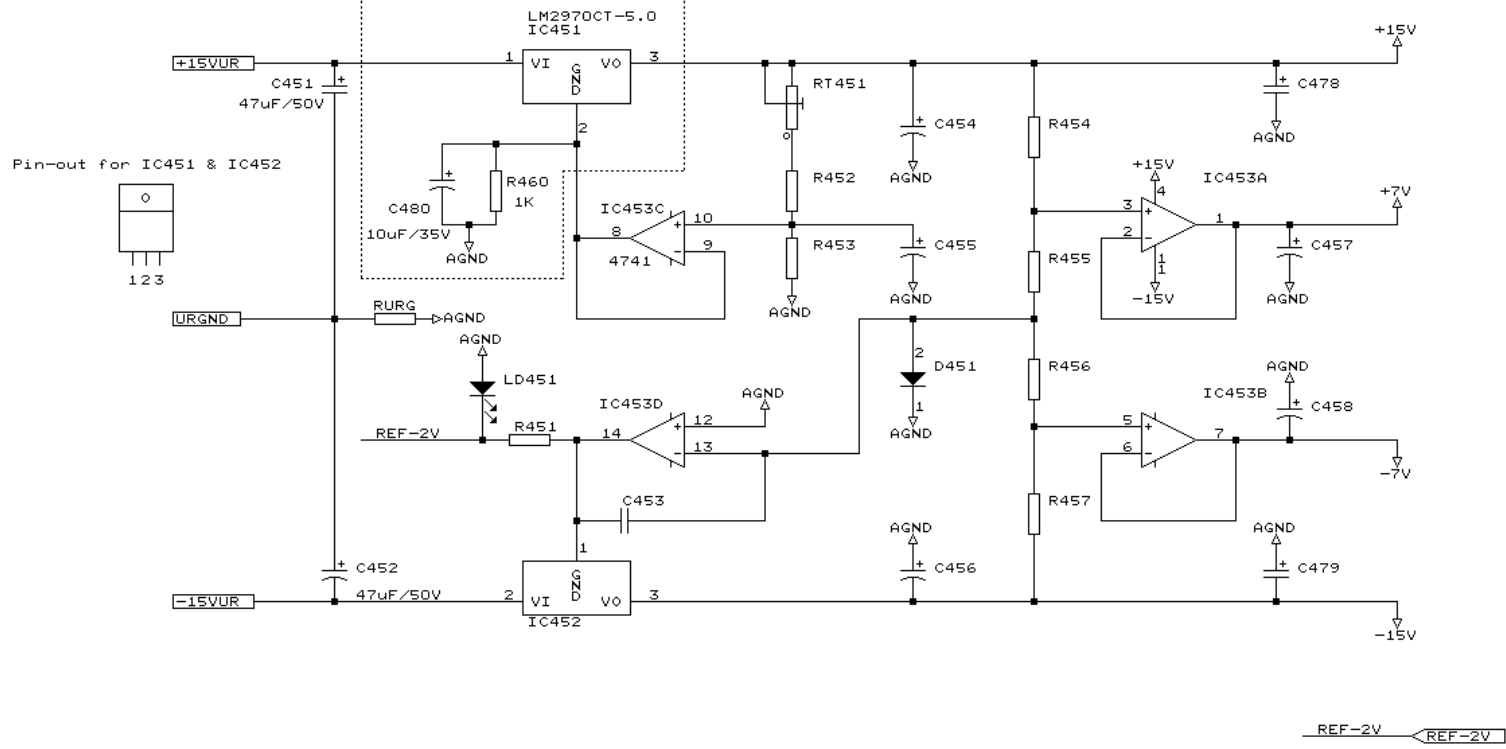 LM2970CT-5.0
IC451
+15V
+15VUR
1 VI GND VO 3
2
C451
47uF/50V
RT451
o
C478
AGND
C454
AGND
R454
Pin-out for IC451 & IC452
O
123
R460
1K
C480
10uF/35V
AGND
R452
IC453C
10
8
9
4741
R453
AGND
C455
AGND
+15V
4
IC453A
+7V
3
2
1
11
-15V
R455
C457
AGND
URGND
RURG
AGND
AGND
LD451
2
D451
1
AGND
R456
AGND
IC453B
C458
IC453D
AGND
12
14
13
REF-2V
R451
5
6
7
-7V
C453
R457
AGND
AGND
1
C452
47uF/50V
C456
C479
-15VUR
2 VI GND VO 3
IC452
-15V
REF-2V
REF-2V